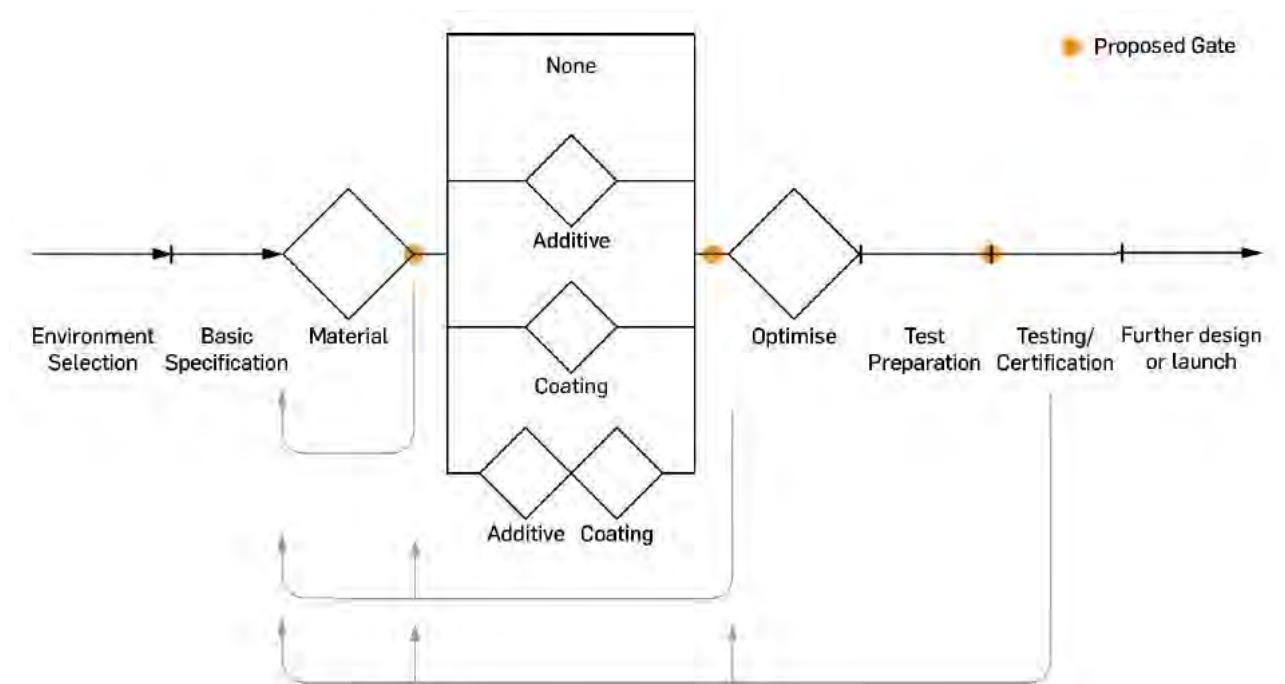 Proposed Gate
None
Additive
Coating
Additive
Coating
Environment
Selection
Basic
Specification
Material
Optimise
Test
Preparation
Testing/
Certification
Further design
or launch